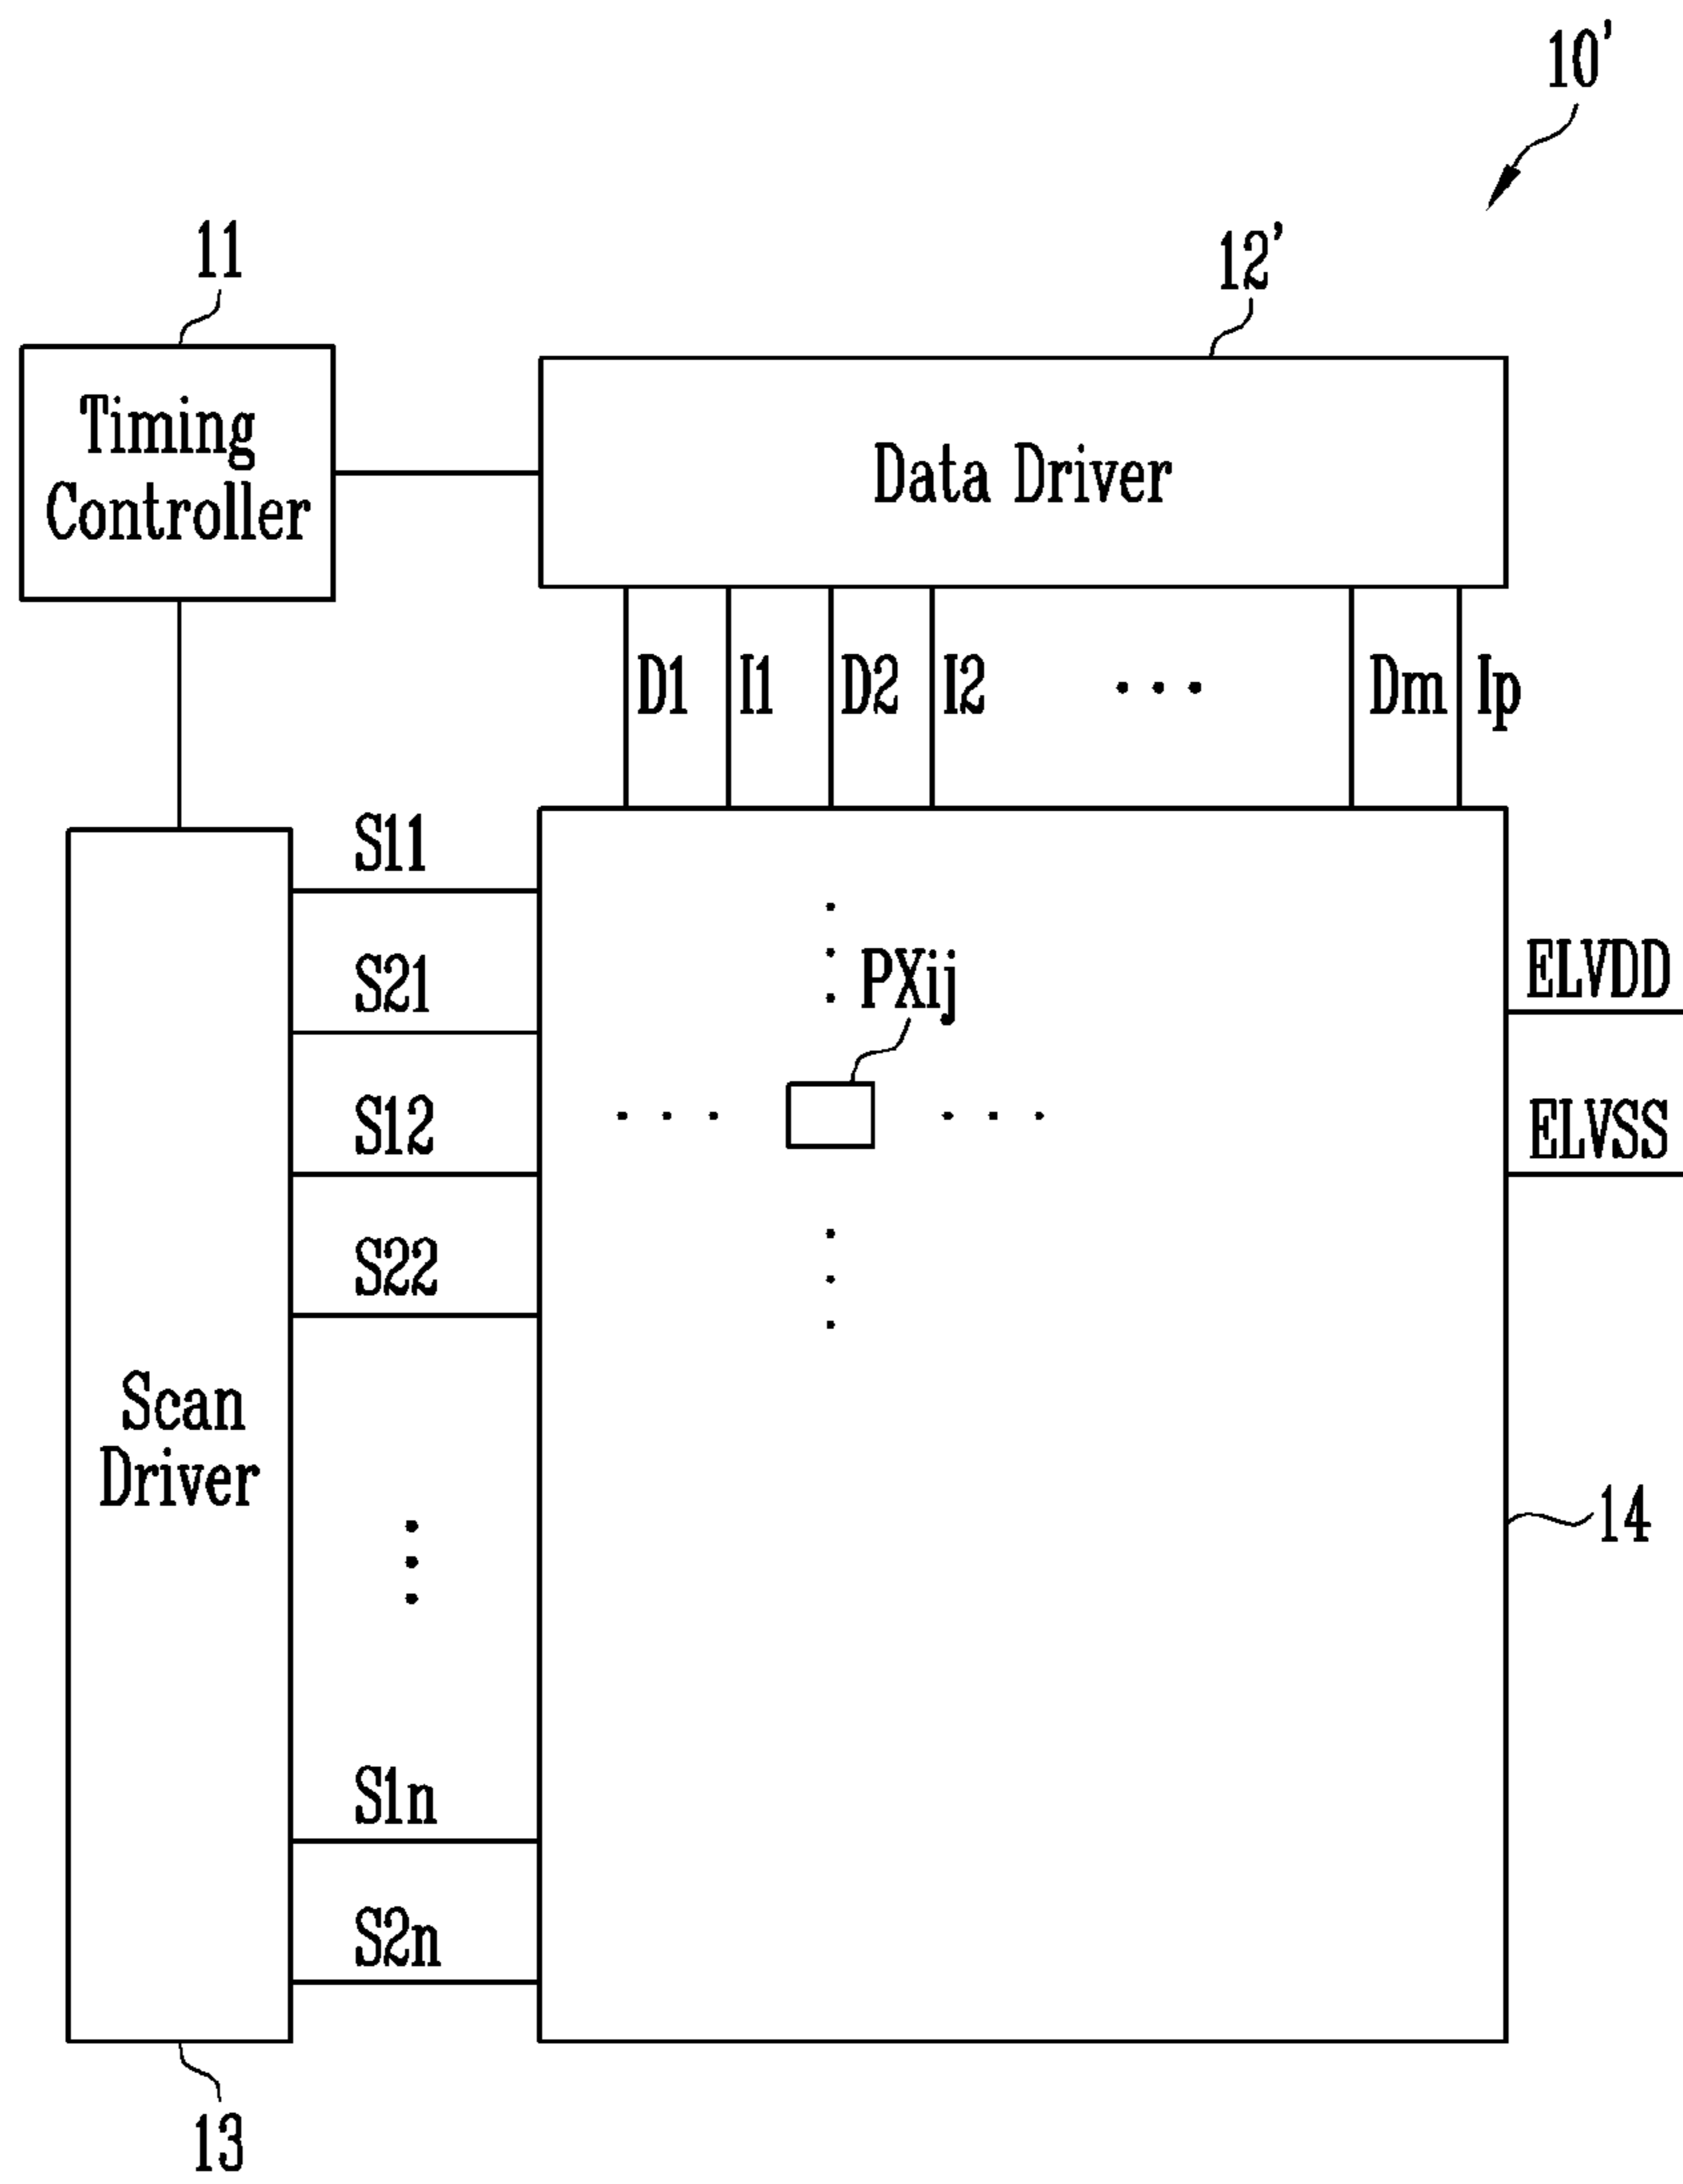 10'
11
12'
Timing
Controller
Data Driver
D1 I1 D2 I2 ... Dm Ip
S11
S21
S12
S22
S1n
S2n
PXij
ELVDD
ELVSS
Scan
Driver
14
13